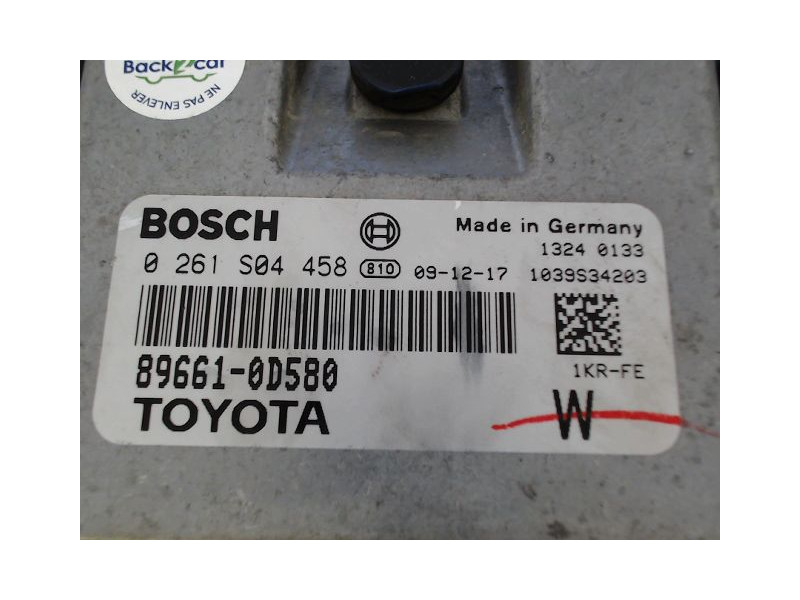 Back2car
NE PAS ENLEVER
BOSCH
Made in Germany
1324 0133
0 261 S04 458 810 09-12-17 1039S34203
89661-0D580
1KR-FE
TOYOTA
W